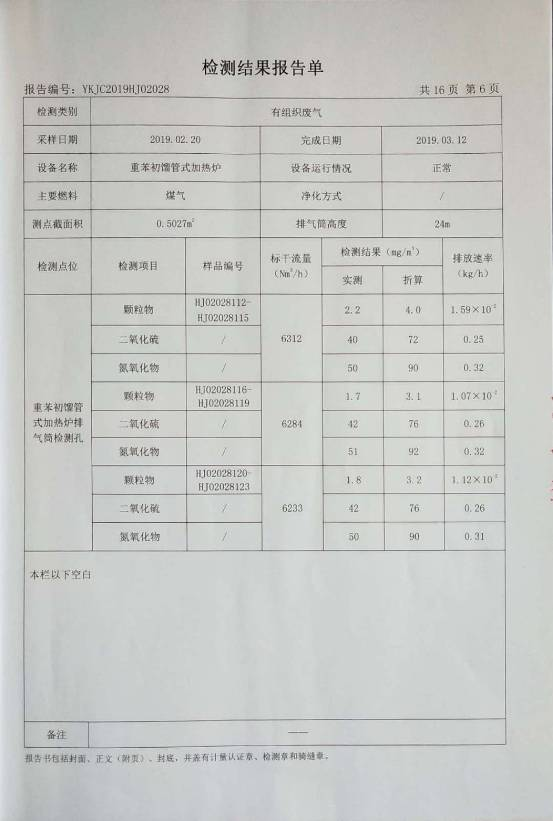 检测结果报告单
报告编号：YKJC2019HJ02028 共 16 页 第 6 页
检测类别 有组织废气
采样日期 2019.02.20 完成日期 2019.03.12
设备名称 重苯初馏管式加热炉 设备运行情况 正常
主要燃料 煤气 净化方式 /
测点截面积 0.5027m² 排气筒高度 24m
检测点位 检测项目 样品编号 标干流量（Nm³/h） 检测结果（mg/m³） 排放速率（kg/h）
实测 折算
重苯初馏管式加热炉排气筒检测孔
颗粒物 HJ02028112-HJ02028115 6312 2.2 4.0 1.59×10⁻²
二氧化硫 / 40 72 0.25
氮氧化物 / 50 90 0.32
颗粒物 HJ02028116-HJ02028119 6284 1.7 3.1 1.07×10⁻²
二氧化硫 / 42 76 0.26
氮氧化物 / 51 92 0.32
颗粒物 HJ02028120-HJ02028123 6233 1.8 3.2 1.12×10⁻²
二氧化硫 / 42 76 0.26
氮氧化物 / 50 90 0.31
本栏以下空白
备注 ——
报告书包括封面、正文（附页）、封底，并盖有计量认证章、检测章和骑缝章。